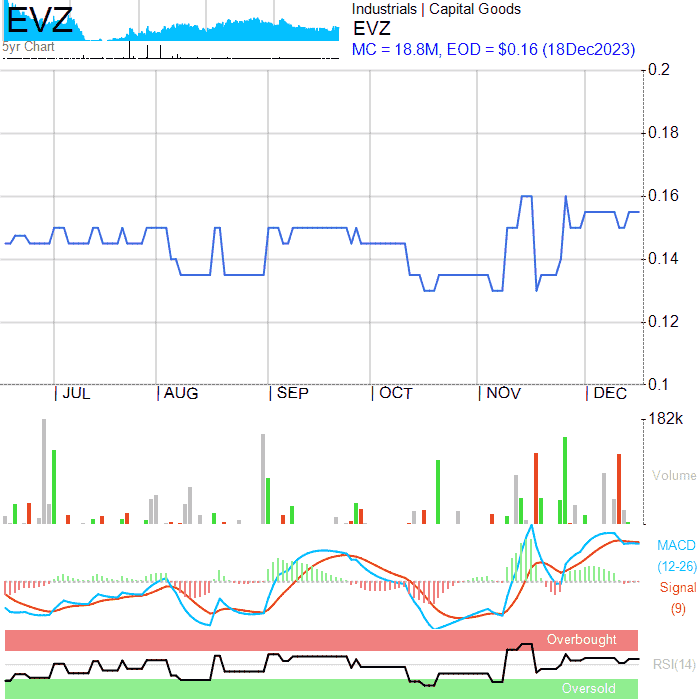 EVZ
5yr Chart
Industrials | Capital Goods
EVZ
MC = 18.8M, EOD = $0.16 (18Dec2023)
0.2
0.18
0.16
0.14
0.12
0.1
JUL AUG SEP OCT NOV DEC
182k
Volume
MACD
(12-26)
Signal
(9)
Overbought
RSI(14)
Oversold